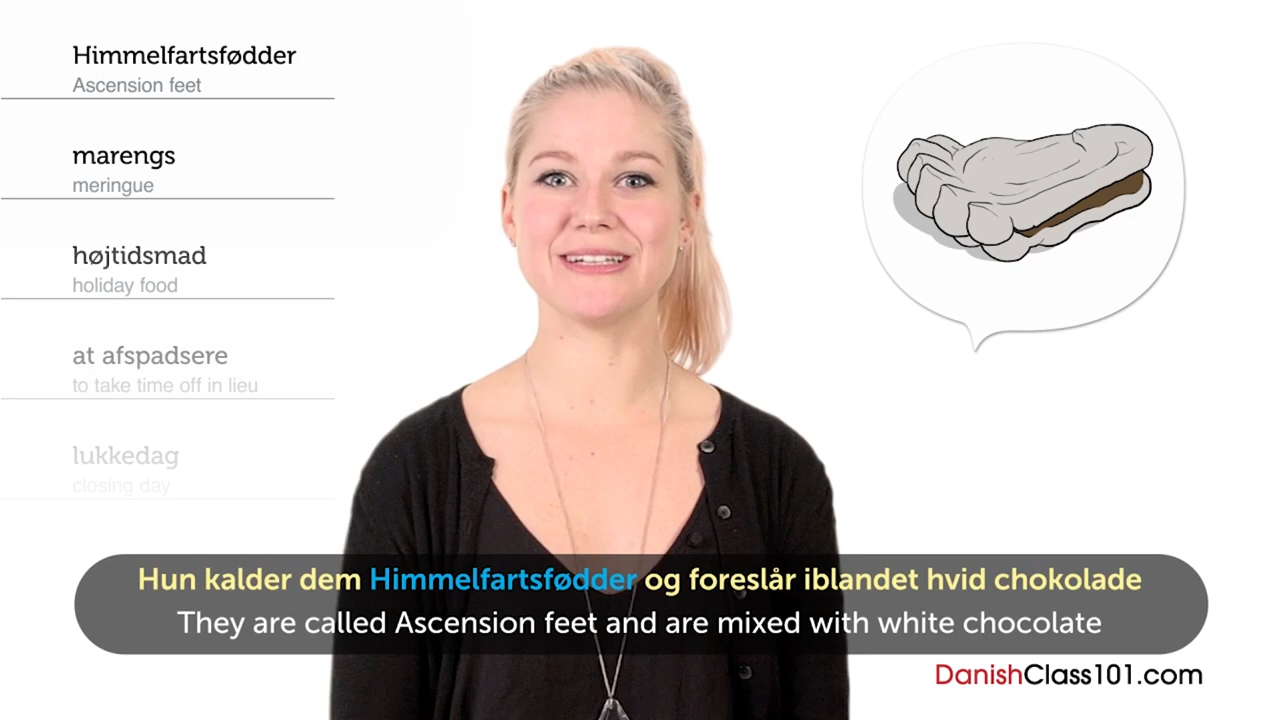 Himmelfartsfødder
Ascension feet
marengs
meringue
højtidsmad
holiday food
at afspadsere
to take time off in lieu
lukkedag
closing day
Hun kalder dem Himmelfartsfødder og foreslår iblandet hvid chokolade
They are called Ascension feet and are mixed with white chocolate
DanishClass101.com